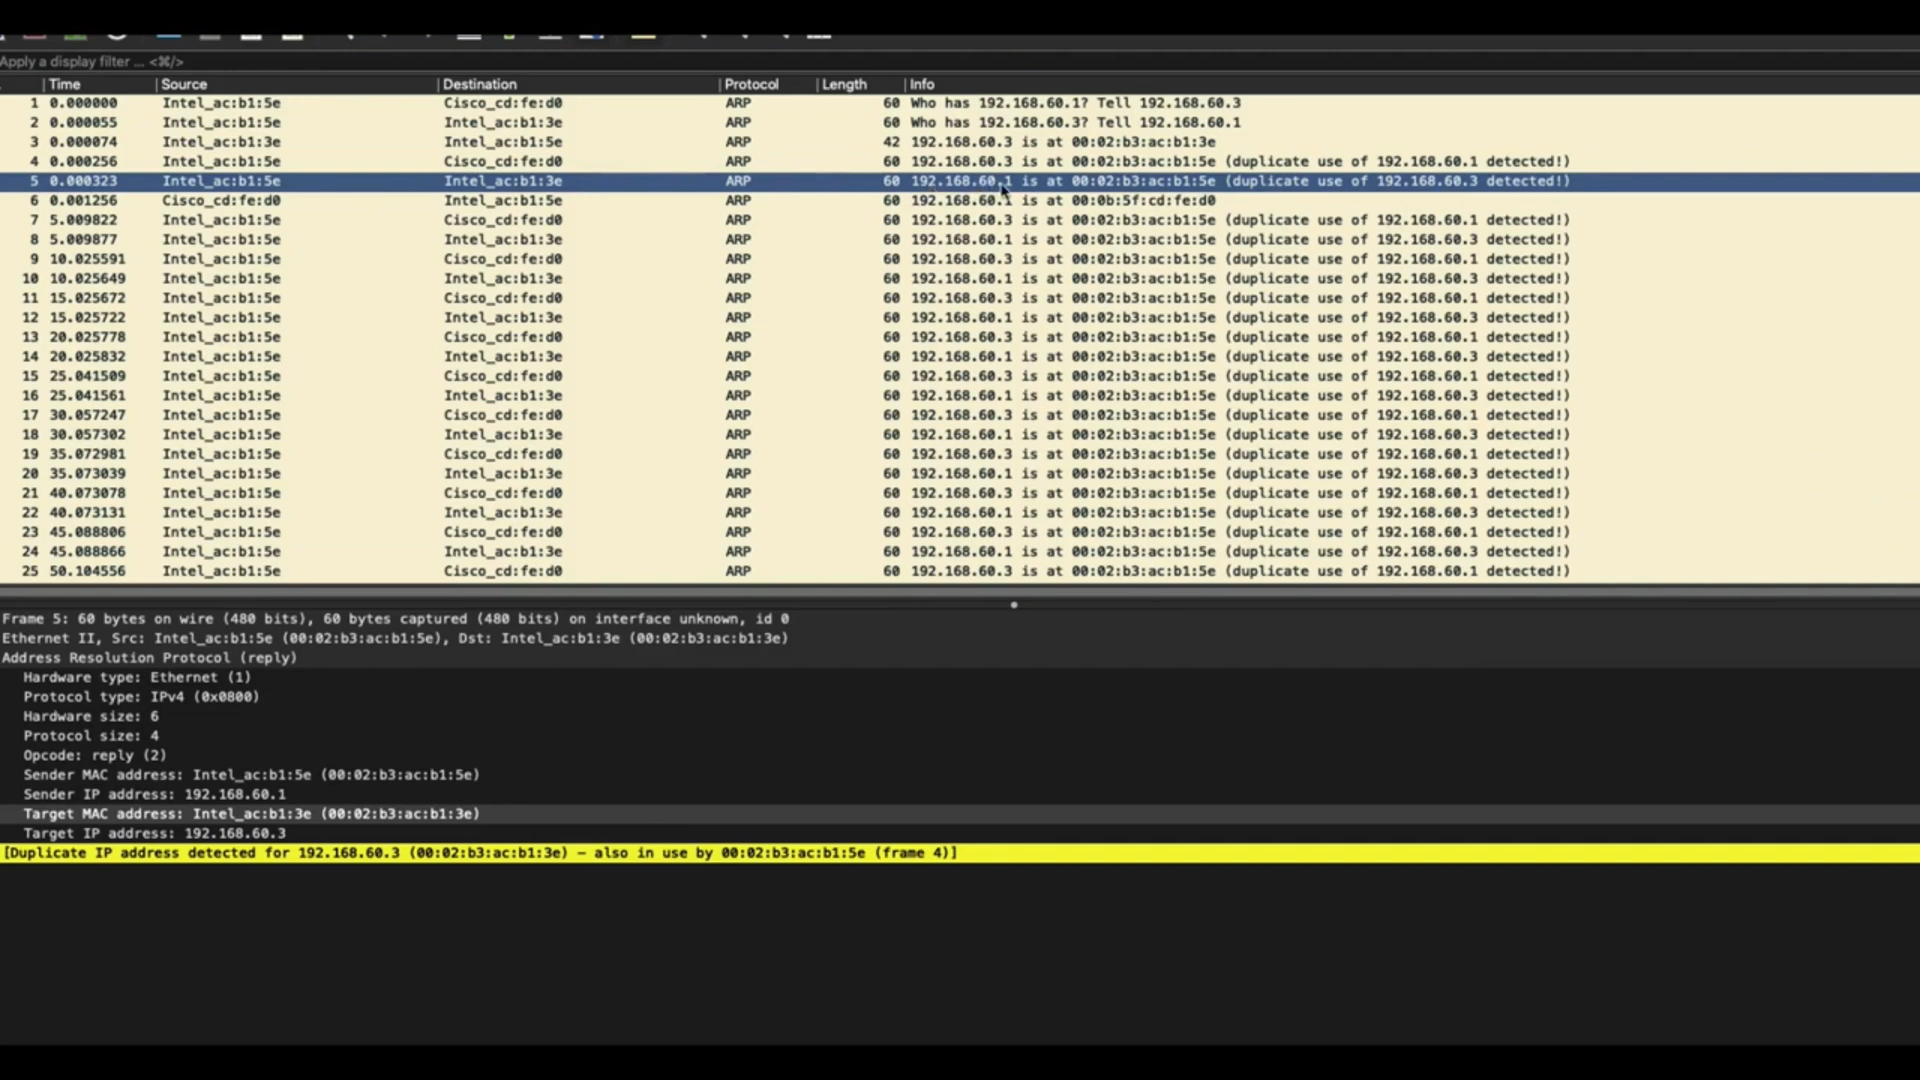 Apply a display filter ... <⌘/>
Time Source Destination Protocol Length Info
1 0.000000 Intel_ac:b1:5e Cisco_cd:fe:d0 ARP 60 Who has 192.168.60.1? Tell 192.168.60.3
2 0.000055 Intel_ac:b1:5e Intel_ac:b1:3e ARP 60 Who has 192.168.60.3? Tell 192.168.60.1
3 0.000074 Intel_ac:b1:3e Intel_ac:b1:5e ARP 42 192.168.60.3 is at 00:02:b3:ac:b1:3e
4 0.000256 Intel_ac:b1:5e Cisco_cd:fe:d0 ARP 60 192.168.60.3 is at 00:02:b3:ac:b1:5e (duplicate use of 192.168.60.1 detected!)
5 0.000323 Intel_ac:b1:5e Intel_ac:b1:3e ARP 60 192.168.60.1 is at 00:02:b3:ac:b1:5e (duplicate use of 192.168.60.3 detected!)
6 0.001256 Cisco_cd:fe:d0 Intel_ac:b1:5e ARP 60 192.168.60.1 is at 00:0b:5f:cd:fe:d0
7 5.009822 Intel_ac:b1:5e Cisco_cd:fe:d0 ARP 60 192.168.60.3 is at 00:02:b3:ac:b1:5e (duplicate use of 192.168.60.1 detected!)
8 5.009877 Intel_ac:b1:5e Intel_ac:b1:3e ARP 60 192.168.60.1 is at 00:02:b3:ac:b1:5e (duplicate use of 192.168.60.3 detected!)
9 10.025591 Intel_ac:b1:5e Cisco_cd:fe:d0 ARP 60 192.168.60.3 is at 00:02:b3:ac:b1:5e (duplicate use of 192.168.60.1 detected!)
10 10.025649 Intel_ac:b1:5e Intel_ac:b1:3e ARP 60 192.168.60.1 is at 00:02:b3:ac:b1:5e (duplicate use of 192.168.60.3 detected!)
11 15.025672 Intel_ac:b1:5e Cisco_cd:fe:d0 ARP 60 192.168.60.3 is at 00:02:b3:ac:b1:5e (duplicate use of 192.168.60.1 detected!)
12 15.025722 Intel_ac:b1:5e Intel_ac:b1:3e ARP 60 192.168.60.1 is at 00:02:b3:ac:b1:5e (duplicate use of 192.168.60.3 detected!)
13 20.025778 Intel_ac:b1:5e Cisco_cd:fe:d0 ARP 60 192.168.60.3 is at 00:02:b3:ac:b1:5e (duplicate use of 192.168.60.1 detected!)
14 20.025832 Intel_ac:b1:5e Intel_ac:b1:3e ARP 60 192.168.60.1 is at 00:02:b3:ac:b1:5e (duplicate use of 192.168.60.3 detected!)
15 25.041509 Intel_ac:b1:5e Cisco_cd:fe:d0 ARP 60 192.168.60.3 is at 00:02:b3:ac:b1:5e (duplicate use of 192.168.60.1 detected!)
16 25.041561 Intel_ac:b1:5e Intel_ac:b1:3e ARP 60 192.168.60.1 is at 00:02:b3:ac:b1:5e (duplicate use of 192.168.60.3 detected!)
17 30.057247 Intel_ac:b1:5e Cisco_cd:fe:d0 ARP 60 192.168.60.3 is at 00:02:b3:ac:b1:5e (duplicate use of 192.168.60.1 detected!)
18 30.057302 Intel_ac:b1:5e Intel_ac:b1:3e ARP 60 192.168.60.1 is at 00:02:b3:ac:b1:5e (duplicate use of 192.168.60.3 detected!)
19 35.072981 Intel_ac:b1:5e Cisco_cd:fe:d0 ARP 60 192.168.60.3 is at 00:02:b3:ac:b1:5e (duplicate use of 192.168.60.1 detected!)
20 35.073039 Intel_ac:b1:5e Intel_ac:b1:3e ARP 60 192.168.60.1 is at 00:02:b3:ac:b1:5e (duplicate use of 192.168.60.3 detected!)
21 40.073078 Intel_ac:b1:5e Cisco_cd:fe:d0 ARP 60 192.168.60.3 is at 00:02:b3:ac:b1:5e (duplicate use of 192.168.60.1 detected!)
22 40.073131 Intel_ac:b1:5e Intel_ac:b1:3e ARP 60 192.168.60.1 is at 00:02:b3:ac:b1:5e (duplicate use of 192.168.60.3 detected!)
23 45.088806 Intel_ac:b1:5e Cisco_cd:fe:d0 ARP 60 192.168.60.3 is at 00:02:b3:ac:b1:5e (duplicate use of 192.168.60.1 detected!)
24 45.088866 Intel_ac:b1:5e Intel_ac:b1:3e ARP 60 192.168.60.1 is at 00:02:b3:ac:b1:5e (duplicate use of 192.168.60.3 detected!)
25 50.104556 Intel_ac:b1:5e Cisco_cd:fe:d0 ARP 60 192.168.60.3 is at 00:02:b3:ac:b1:5e (duplicate use of 192.168.60.1 detected!)
Frame 5: 60 bytes on wire (480 bits), 60 bytes captured (480 bits) on interface unknown, id 0
Ethernet II, Src: Intel_ac:b1:5e (00:02:b3:ac:b1:5e), Dst: Intel_ac:b1:3e (00:02:b3:ac:b1:3e)
Address Resolution Protocol (reply)
Hardware type: Ethernet (1)
Protocol type: IPv4 (0x0800)
Hardware size: 6
Protocol size: 4
Opcode: reply (2)
Sender MAC address: Intel_ac:b1:5e (00:02:b3:ac:b1:5e)
Sender IP address: 192.168.60.1
Target MAC address: Intel_ac:b1:3e (00:02:b3:ac:b1:3e)
Target IP address: 192.168.60.3
[Duplicate IP address detected for 192.168.60.3 (00:02:b3:ac:b1:3e) – also in use by 00:02:b3:ac:b1:5e (frame 4)]